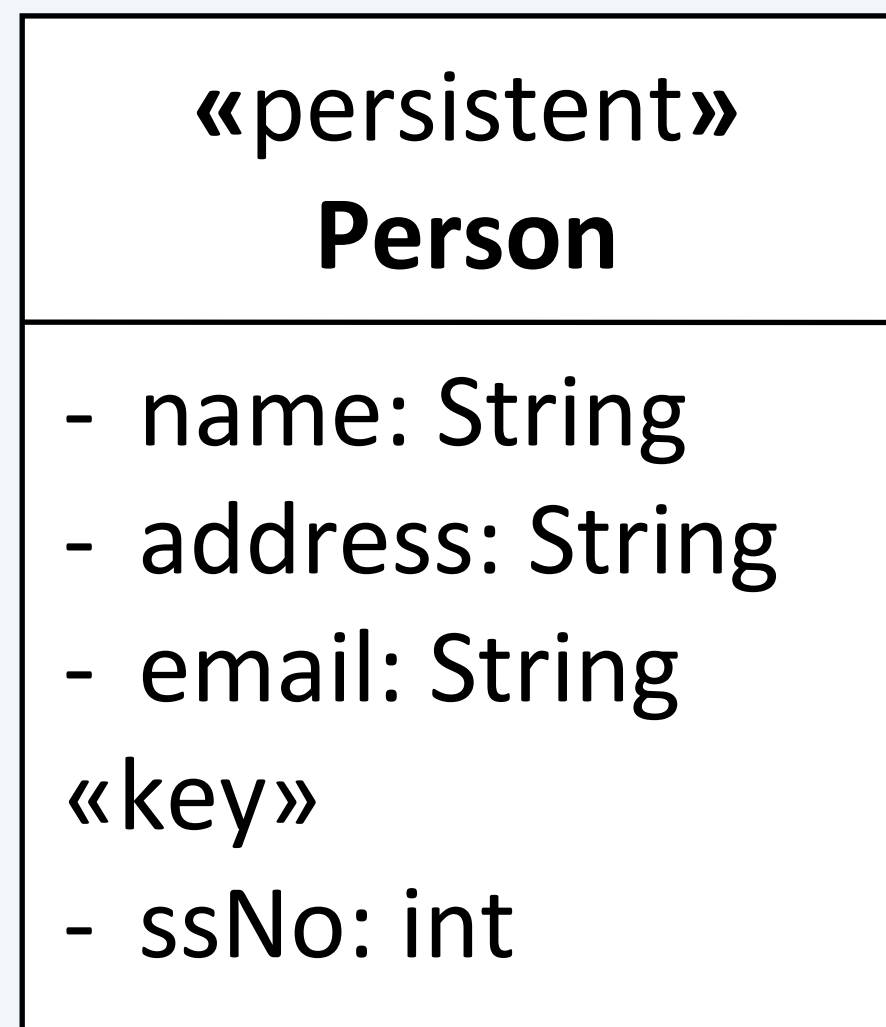 «persistent»
Person
- name: String
- address: String
- email: String
«key»
- ssNo: int